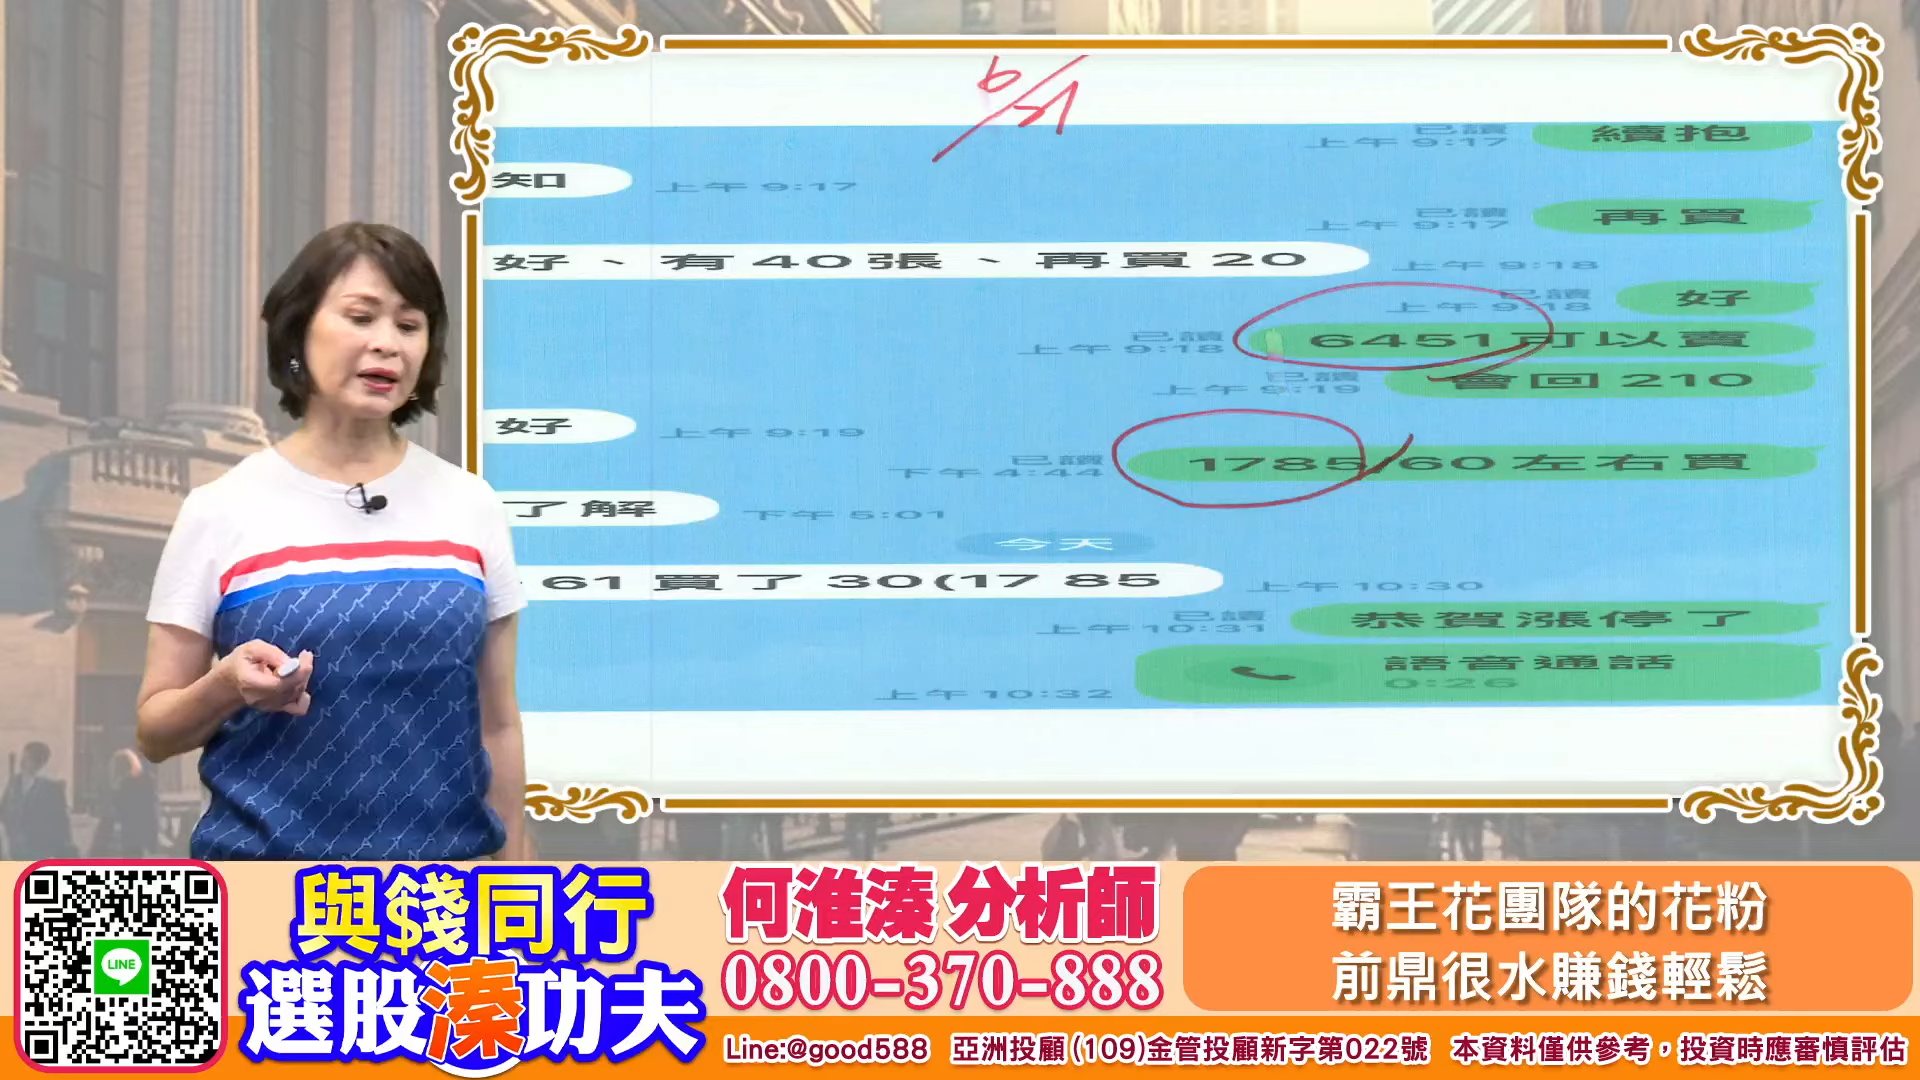 6/21
續抱
已讀
上午 9:17
知
上午 9:17
再買
已讀
上午 9:17
好、有40張、再買20
上午 9:18
好
已讀
上午 9:18
6451可以賣
已讀
上午 9:18
會回210
已讀
上午 9:19
好
上午 9:19
1785/60左右買
已讀
下午 4:44
了解
下午 5:01
今天
61買了30(17 85
上午 10:30
恭賀漲停了
已讀
上午 10:31
語音通話
0:26
上午 10:32
LINE
與錢同行
選股溱功夫
何淮溱 分析師
0800-370-888
霸王花團隊的花粉
前鼎很水賺錢輕鬆
Line:@good588 亞洲投顧 (109)金管投顧新字第022號 本資料僅供參考，投資時應審慎評估